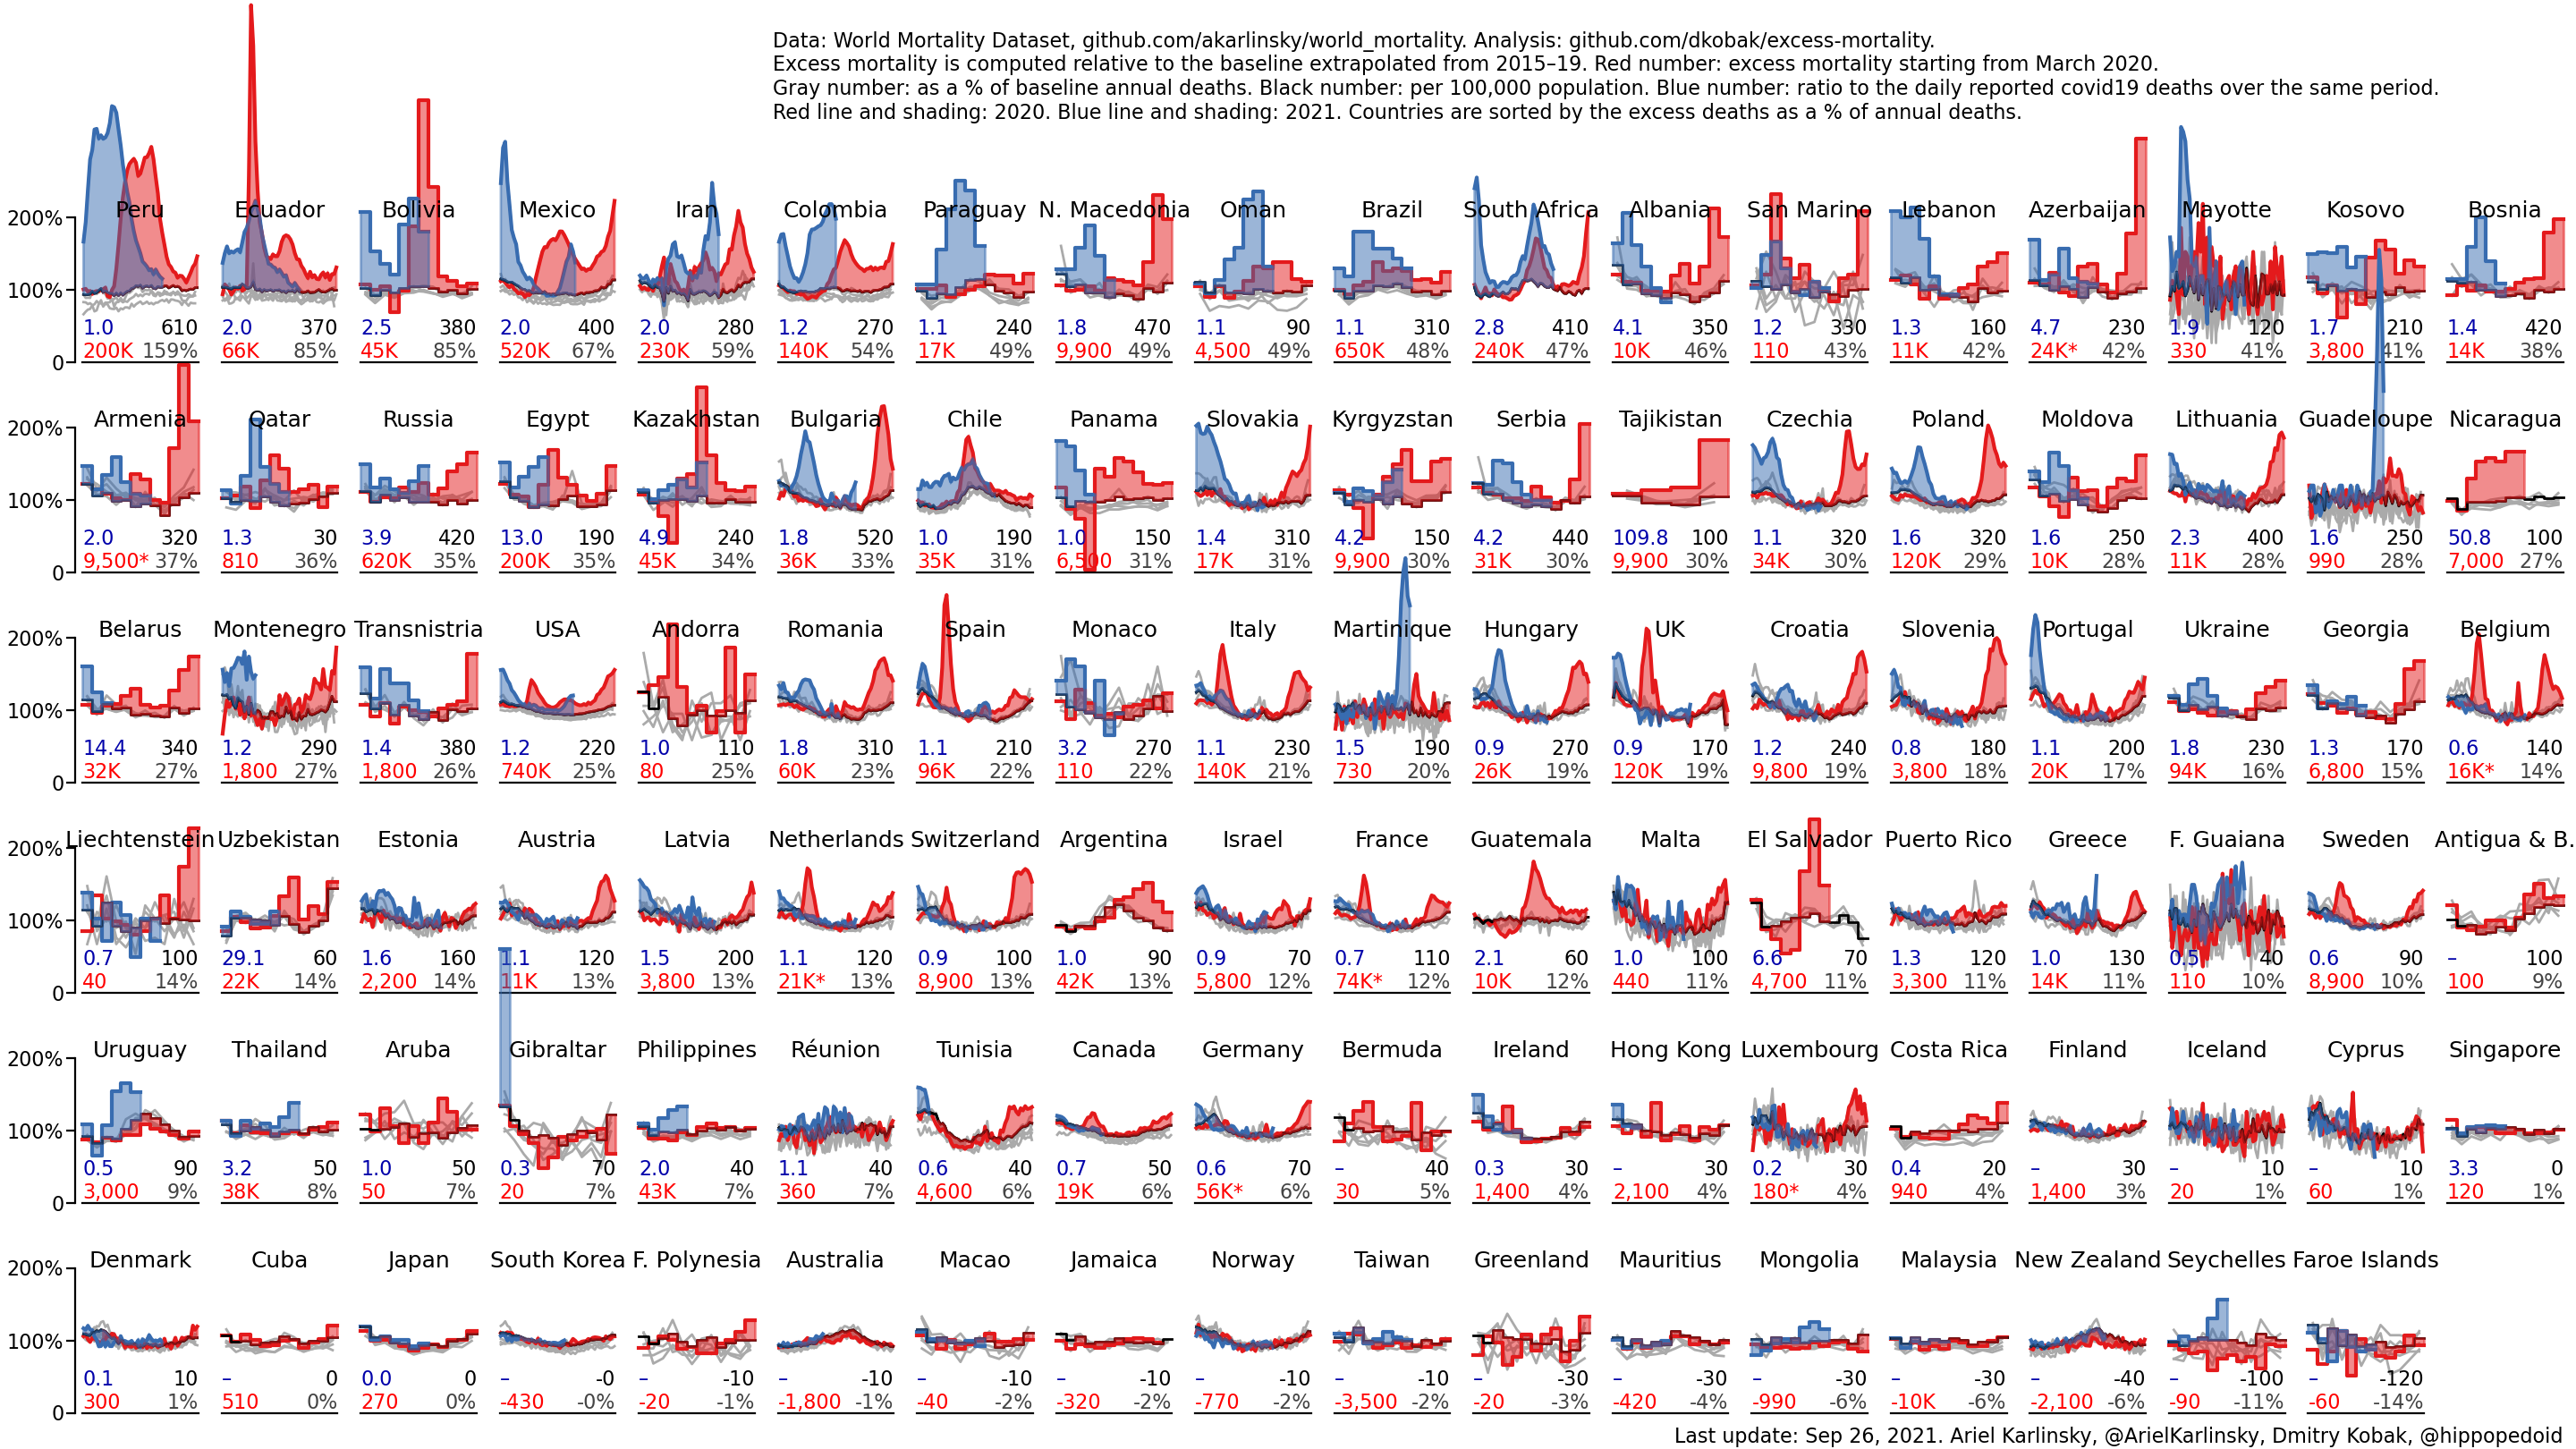 Data: World Mortality Dataset, github.com/akarlinsky/world_mortality. Analysis: github.com/dkobak/excess-mortality.
Excess mortality is computed relative to the baseline extrapolated from 2015–19. Red number: excess mortality starting from March 2020.
Gray number: as a % of baseline annual deaths. Black number: per 100,000 population. Blue number: ratio to the daily reported covid19 deaths over the same period.
Red line and shading: 2020. Blue line and shading: 2021. Countries are sorted by the excess deaths as a % of annual deaths.
200% Peru Ecuador Bolivia Mexico Iran Colombia Paraguay N. Macedonia Oman Brazil South Africa Albania San Marino Lebanon Azerbaijan Mayotte Kosovo Bosnia
100%
1.0 610 2.0 370 2.5 380 2.0 400 2.0 280 1.2 270 1.1 240 1.8 470 1.1 90 1.1 310 2.8 410 4.1 350 1.2 330 1.3 160 4.7 230 1.9 120 1.7 210 1.4 420
0 200K 159% 66K 85% 45K 85% 520K 67% 230K 59% 140K 54% 17K 49% 9,900 49% 4,500 49% 650K 48% 240K 47% 10K 46% 110 43% 11K 42% 24K* 42% 330 41% 3,800 41% 14K 38%
200% Armenia Qatar Russia Egypt Kazakhstan Bulgaria Chile Panama Slovakia Kyrgyzstan Serbia Tajikistan Czechia Poland Moldova Lithuania Guadeloupe Nicaragua
100%
2.0 320 1.3 30 3.9 420 13.0 190 4.9 240 1.8 520 1.0 190 1.0 150 1.4 310 4.2 150 4.2 440 109.8 100 1.1 320 1.6 320 1.6 250 2.3 400 1.6 250 50.8 100
0 9,500* 37% 810 36% 620K 35% 200K 35% 45K 34% 36K 33% 35K 31% 6,500 31% 17K 31% 9,900 30% 31K 30% 9,900 30% 34K 30% 120K 29% 10K 28% 11K 28% 990 28% 7,000 27%
200% Belarus Montenegro Transnistria USA Andorra Romania Spain Monaco Italy Martinique Hungary UK Croatia Slovenia Portugal Ukraine Georgia Belgium
100%
14.4 340 1.2 290 1.4 380 1.2 220 1.0 110 1.8 310 1.1 210 3.2 270 1.1 230 1.5 190 0.9 270 0.9 170 1.2 240 0.8 180 1.1 200 1.8 230 1.3 170 0.6 140
0 32K 27% 1,800 27% 1,800 26% 740K 25% 80 25% 60K 23% 96K 22% 110 22% 140K 21% 730 20% 26K 19% 120K 19% 9,800 19% 3,800 18% 20K 17% 94K 16% 6,800 15% 16K* 14%
200% Liechtenstein Uzbekistan Estonia Austria Latvia Netherlands Switzerland Argentina Israel France Guatemala Malta El Salvador Puerto Rico Greece F. Guaiana Sweden Antigua & B.
100%
0.7 100 29.1 60 1.6 160 1.1 120 1.5 200 1.1 120 0.9 100 1.0 90 0.9 70 0.7 110 2.1 60 1.0 100 6.6 70 1.3 120 1.0 130 0.5 40 0.6 90 – 100
0 40 14% 22K 14% 2,200 14% 11K 13% 3,800 13% 21K* 13% 8,900 13% 42K 13% 5,800 12% 74K* 12% 10K 12% 440 11% 4,700 11% 3,300 11% 14K 11% 110 10% 8,900 10% 100 9%
200% Uruguay Thailand Aruba Gibraltar Philippines Réunion Tunisia Canada Germany Bermuda Ireland Hong Kong Luxembourg Costa Rica Finland Iceland Cyprus Singapore
100%
0.5 90 3.2 50 1.0 50 0.3 70 2.0 40 1.1 40 0.6 40 0.7 50 0.6 70 – 40 0.3 30 – 30 0.2 30 0.4 20 – 30 – 10 – 10 3.3 0
0 3,000 9% 38K 8% 50 7% 20 7% 43K 7% 360 7% 4,600 6% 19K 6% 56K* 6% 30 5% 1,400 4% 2,100 4% 180* 4% 940 4% 1,400 3% 20 1% 60 1% 120 1%
200% Denmark Cuba Japan South Korea F. Polynesia Australia Macao Jamaica Norway Taiwan Greenland Mauritius Mongolia Malaysia New Zealand Seychelles Faroe Islands
100%
0.1 10 – 0 0.0 0 – -0 – -10 – -10 – -10 – -10 – -10 – -10 – -30 – -30 – -30 – -30 – -40 – -100 – -120
0 300 1% 510 0% 270 0% -430 -0% -20 -1% -1,800 -1% -40 -2% -320 -2% -770 -2% -3,500 -2% -20 -3% -420 -4% -990 -6% -10K -6% -2,100 -6% -90 -11% -60 -14%
Last update: Sep 26, 2021. Ariel Karlinsky, @ArielKarlinsky, Dmitry Kobak, @hippopedoid